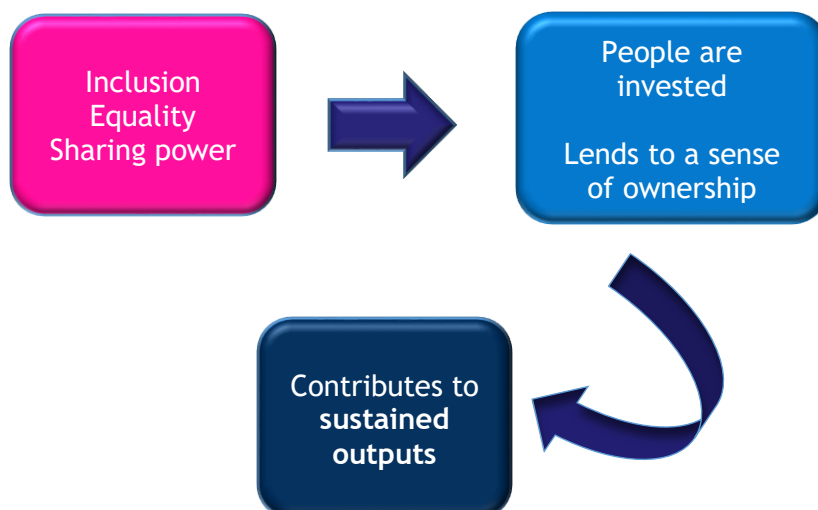 Inclusion
Equality
Sharing power
People are
invested
Lends to a sense
of ownership
Contributes to
sustained
outputs